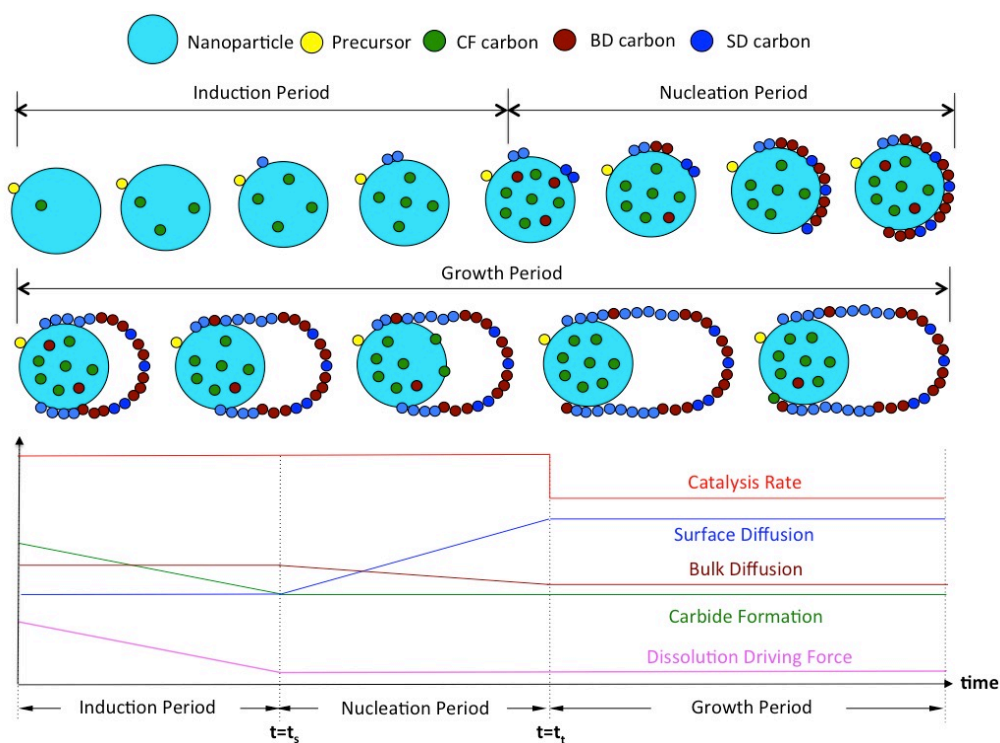 Nanoparticle Precursor CF carbon BD carbon SD carbon
Induction Period Nucleation Period
Growth Period
Catalysis Rate
Surface Diffusion
Bulk Diffusion
Carbide Formation
Dissolution Driving Force
time
Induction Period Nucleation Period Growth Period
t=ts t=tt